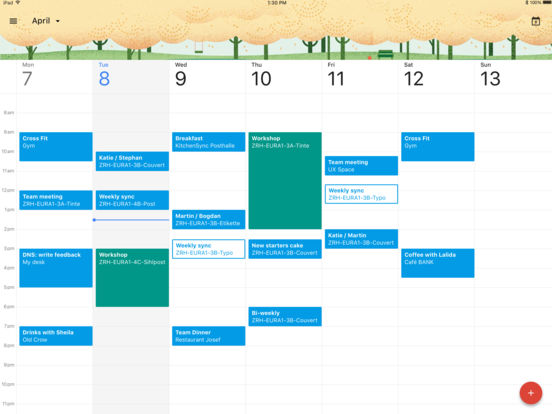 iPad
1:30 PM
100%
April
Mon
Tue
Wed
Thu
Fri
Sat
Sun
7
8
9
10
11
12
13
8am
9am
10am
11am
12am
1pm
2pm
3pm
4pm
5pm
6pm
7pm
8pm
9pm
10pm
11pm
Cross Fit
Gym
Team meeting
ZRH-EURA1-3A-Tinte
DNS: write feedback
My desk
Drinks with Sheila
Old Crow
Katie / Stephan
ZRH-EURA1-3B-Couvert
Weekly sync
ZRH-EURA1-4B-Post
Workshop
ZRH-EURA1-4C-Sihlpost
Breakfast
KitchenSync Posthalle
Martin / Bogdan
ZRH-EURA1-3B-Etikette
Weekly sync
ZRH-EURA1-3B-Typo
Team Dinner
Restaurant Josef
Workshop
ZRH-EURA1-3A-Tinte
New starters cake
ZRH-EURA1-3B-Couvert
Bi-weekly
ZRH-EURA1-3B-Couvert
Team meeting
UX Space
Weekly sync
ZRH-EURA1-3B-Typo
Katie / Martin
ZRH-EURA1-3B-Couvert
Cross Fit
Gym
Coffee with Lalida
Café BANK